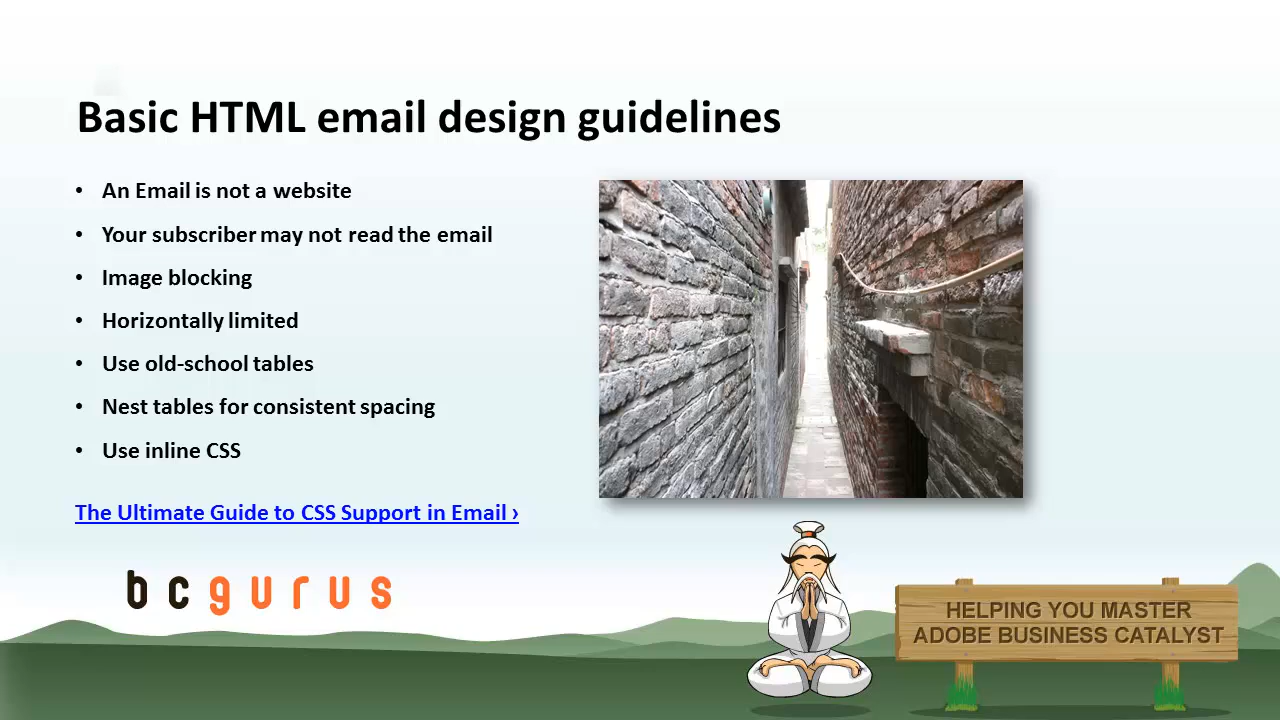 Basic HTML email design guidelines
• An Email is not a website
• Your subscriber may not read the email
• Image blocking
• Horizontally limited
• Use old-school tables
• Nest tables for consistent spacing
• Use inline CSS
The Ultimate Guide to CSS Support in Email ›
bcgurus
HELPING YOU MASTER
ADOBE BUSINESS CATALYST